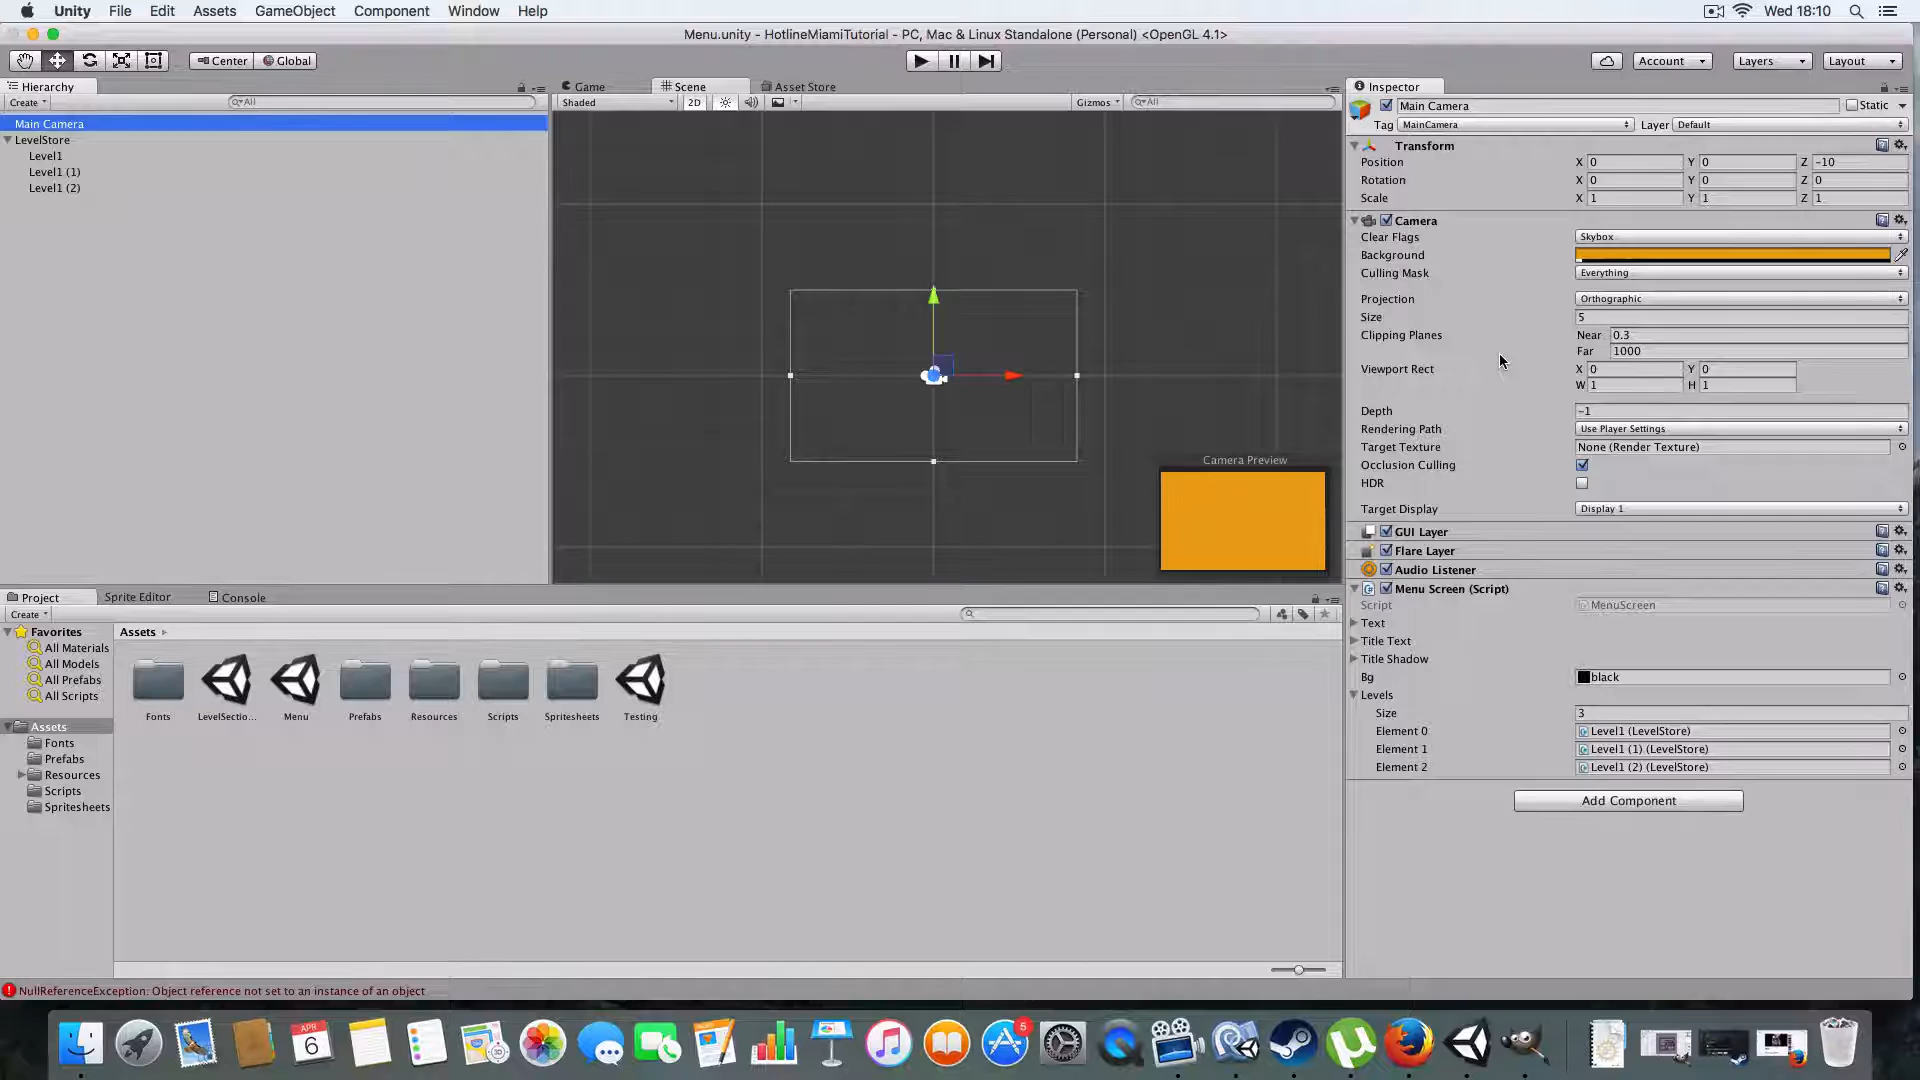 Unity File Edit Assets GameObject Component Window Help Wed 18:10
Menu.unity - HotlineMiamiTutorial - PC, Mac & Linux Standalone (Personal) <OpenGL 4.1>
Center Global Account Layers Layout
Hierarchy
Create All
Main Camera
LevelStore
Level1
Level1 (1)
Level1 (2)
Game Scene Asset Store
Shaded 2D Gizmos All
Camera Preview
Inspector
Main Camera Static
Tag MainCamera Layer Default
Transform
Position X 0 Y 0 Z -10
Rotation X 0 Y 0 Z 0
Scale X 1 Y 1 Z 1
Camera
Clear Flags Skybox
Background
Culling Mask Everything
Projection Orthographic
Size 5
Clipping Planes Near 0.3
Far 1000
Viewport Rect X 0 Y 0
W 1 H 1
Depth -1
Rendering Path Use Player Settings
Target Texture None (Render Texture)
Occlusion Culling
HDR
Target Display Display 1
GUI Layer
Flare Layer
Audio Listener
Menu Screen (Script)
Script MenuScreen
Text
Title Text
Title Shadow
Bg black
Levels
Size 3
Element 0 Level1 (LevelStore)
Element 1 Level1 (1) (LevelStore)
Element 2 Level1 (2) (LevelStore)
Add Component
Project Sprite Editor Console
Create
Favorites
All Materials
All Models
All Prefabs
All Scripts
Assets
Fonts
Prefabs
Resources
Scripts
Spritesheets
Assets
Fonts LevelSectio... Menu Prefabs Resources Scripts Spritesheets Testing
NullReferenceException: Object reference not set to an instance of an object
APR
6
5